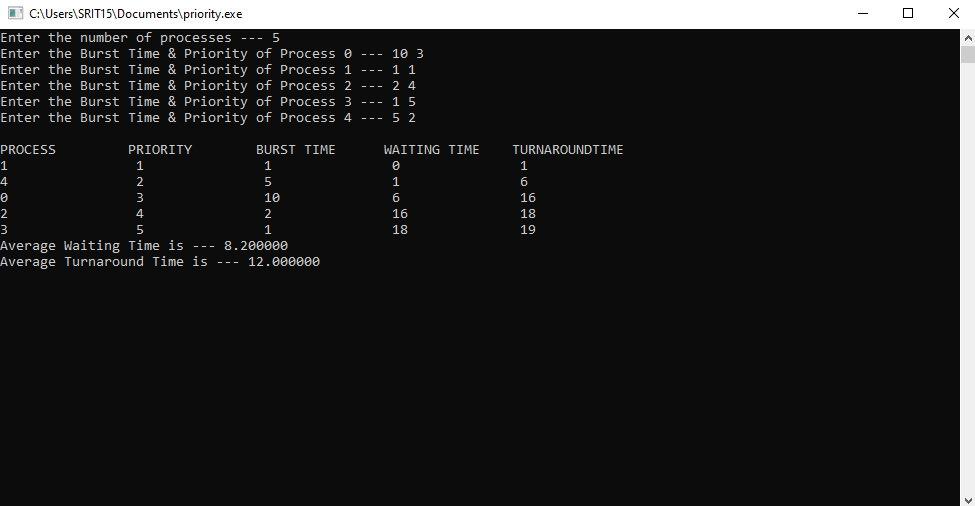 C:\Users\SRIT15\Documents\priority.exe
Enter the number of processes --- 5
Enter the Burst Time & Priority of Process 0 --- 10 3
Enter the Burst Time & Priority of Process 1 --- 1 1
Enter the Burst Time & Priority of Process 2 --- 2 4
Enter the Burst Time & Priority of Process 3 --- 1 5
Enter the Burst Time & Priority of Process 4 --- 5 2
PROCESS PRIORITY BURST TIME WAITING TIME TURNAROUNDTIME
1 1 1 0 1
4 2 5 1 6
0 3 10 6 16
2 4 2 16 18
3 5 1 18 19
Average Waiting Time is --- 8.200000
Average Turnaround Time is --- 12.000000